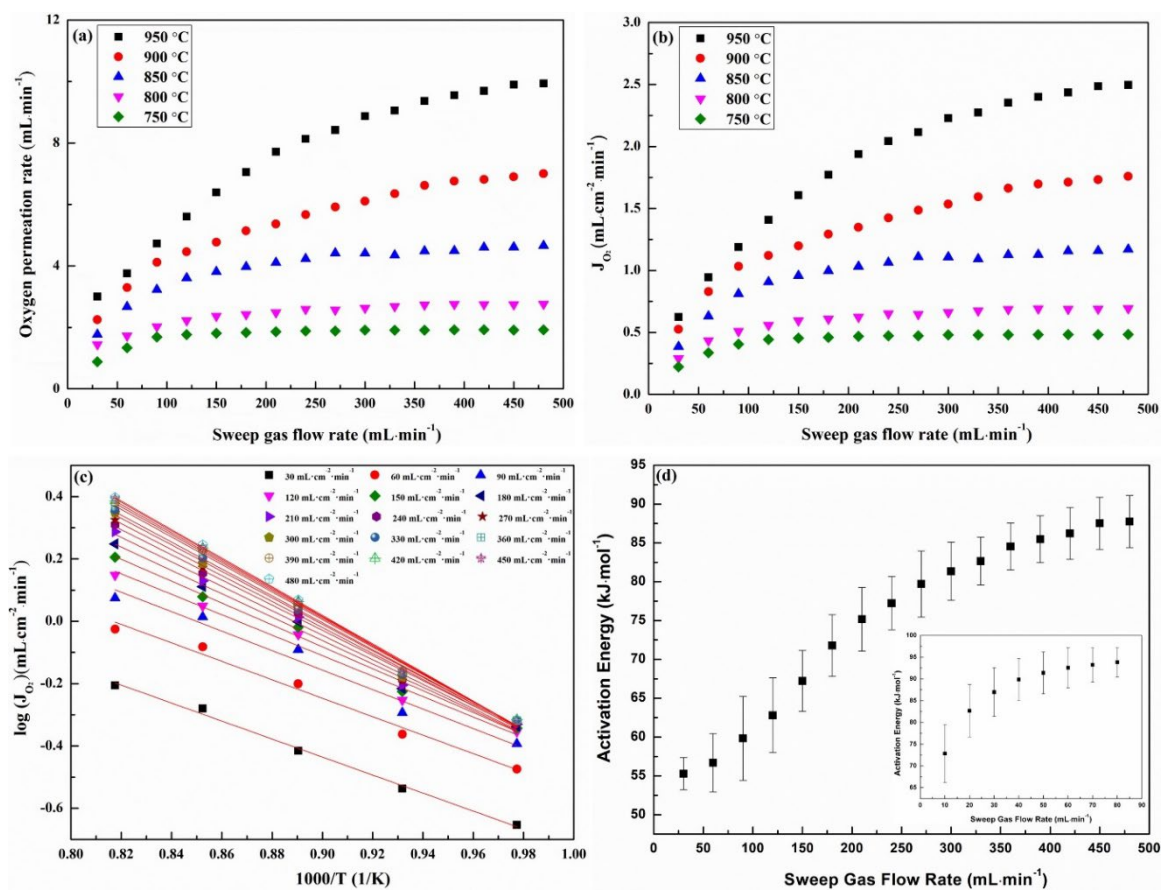 (a)
950 °C
900 °C
850 °C
800 °C
750 °C
12
8
4
0
0 50 100 150 200 250 300 350 400 450 500
Oxygen permeation rate (mL·min⁻¹)
Sweep gas flow rate (mL·min⁻¹)
(b)
950 °C
900 °C
850 °C
800 °C
750 °C
3.0
2.5
2.0
1.5
1.0
0.5
0.0
0 50 100 150 200 250 300 350 400 450 500
J_O₂ (mL·cm⁻²·min⁻¹)
Sweep gas flow rate (mL·min⁻¹)
(c)
30 mL·cm⁻²·min⁻¹ 60 mL·cm⁻²·min⁻¹ 90 mL·cm⁻²·min⁻¹
120 mL·cm⁻²·min⁻¹ 150 mL·cm⁻²·min⁻¹ 180 mL·cm⁻²·min⁻¹
210 mL·cm⁻²·min⁻¹ 240 mL·cm⁻²·min⁻¹ 270 mL·cm⁻²·min⁻¹
300 mL·cm⁻²·min⁻¹ 330 mL·cm⁻²·min⁻¹ 360 mL·cm⁻²·min⁻¹
390 mL·cm⁻²·min⁻¹ 420 mL·cm⁻²·min⁻¹ 450 mL·cm⁻²·min⁻¹
480 mL·cm⁻²·min⁻¹
0.4
0.2
0.0
-0.2
-0.4
-0.6
0.80 0.82 0.84 0.86 0.88 0.90 0.92 0.94 0.96 0.98 1.00
log (J_O₂)(mL·cm⁻²·min⁻¹)
1000/T (1/K)
(d)
95
90
85
80
75
70
65
60
55
50
0 50 100 150 200 250 300 350 400 450 500
Activation Energy (kJ·mol⁻¹)
Sweep Gas Flow Rate (mL·min⁻¹)
100
95
90
85
80
75
70
65
0 10 20 30 40 50 60 70 80 90
Activation Energy (kJ·mol⁻¹)
Sweep Gas Flow Rate (mL·min⁻¹)